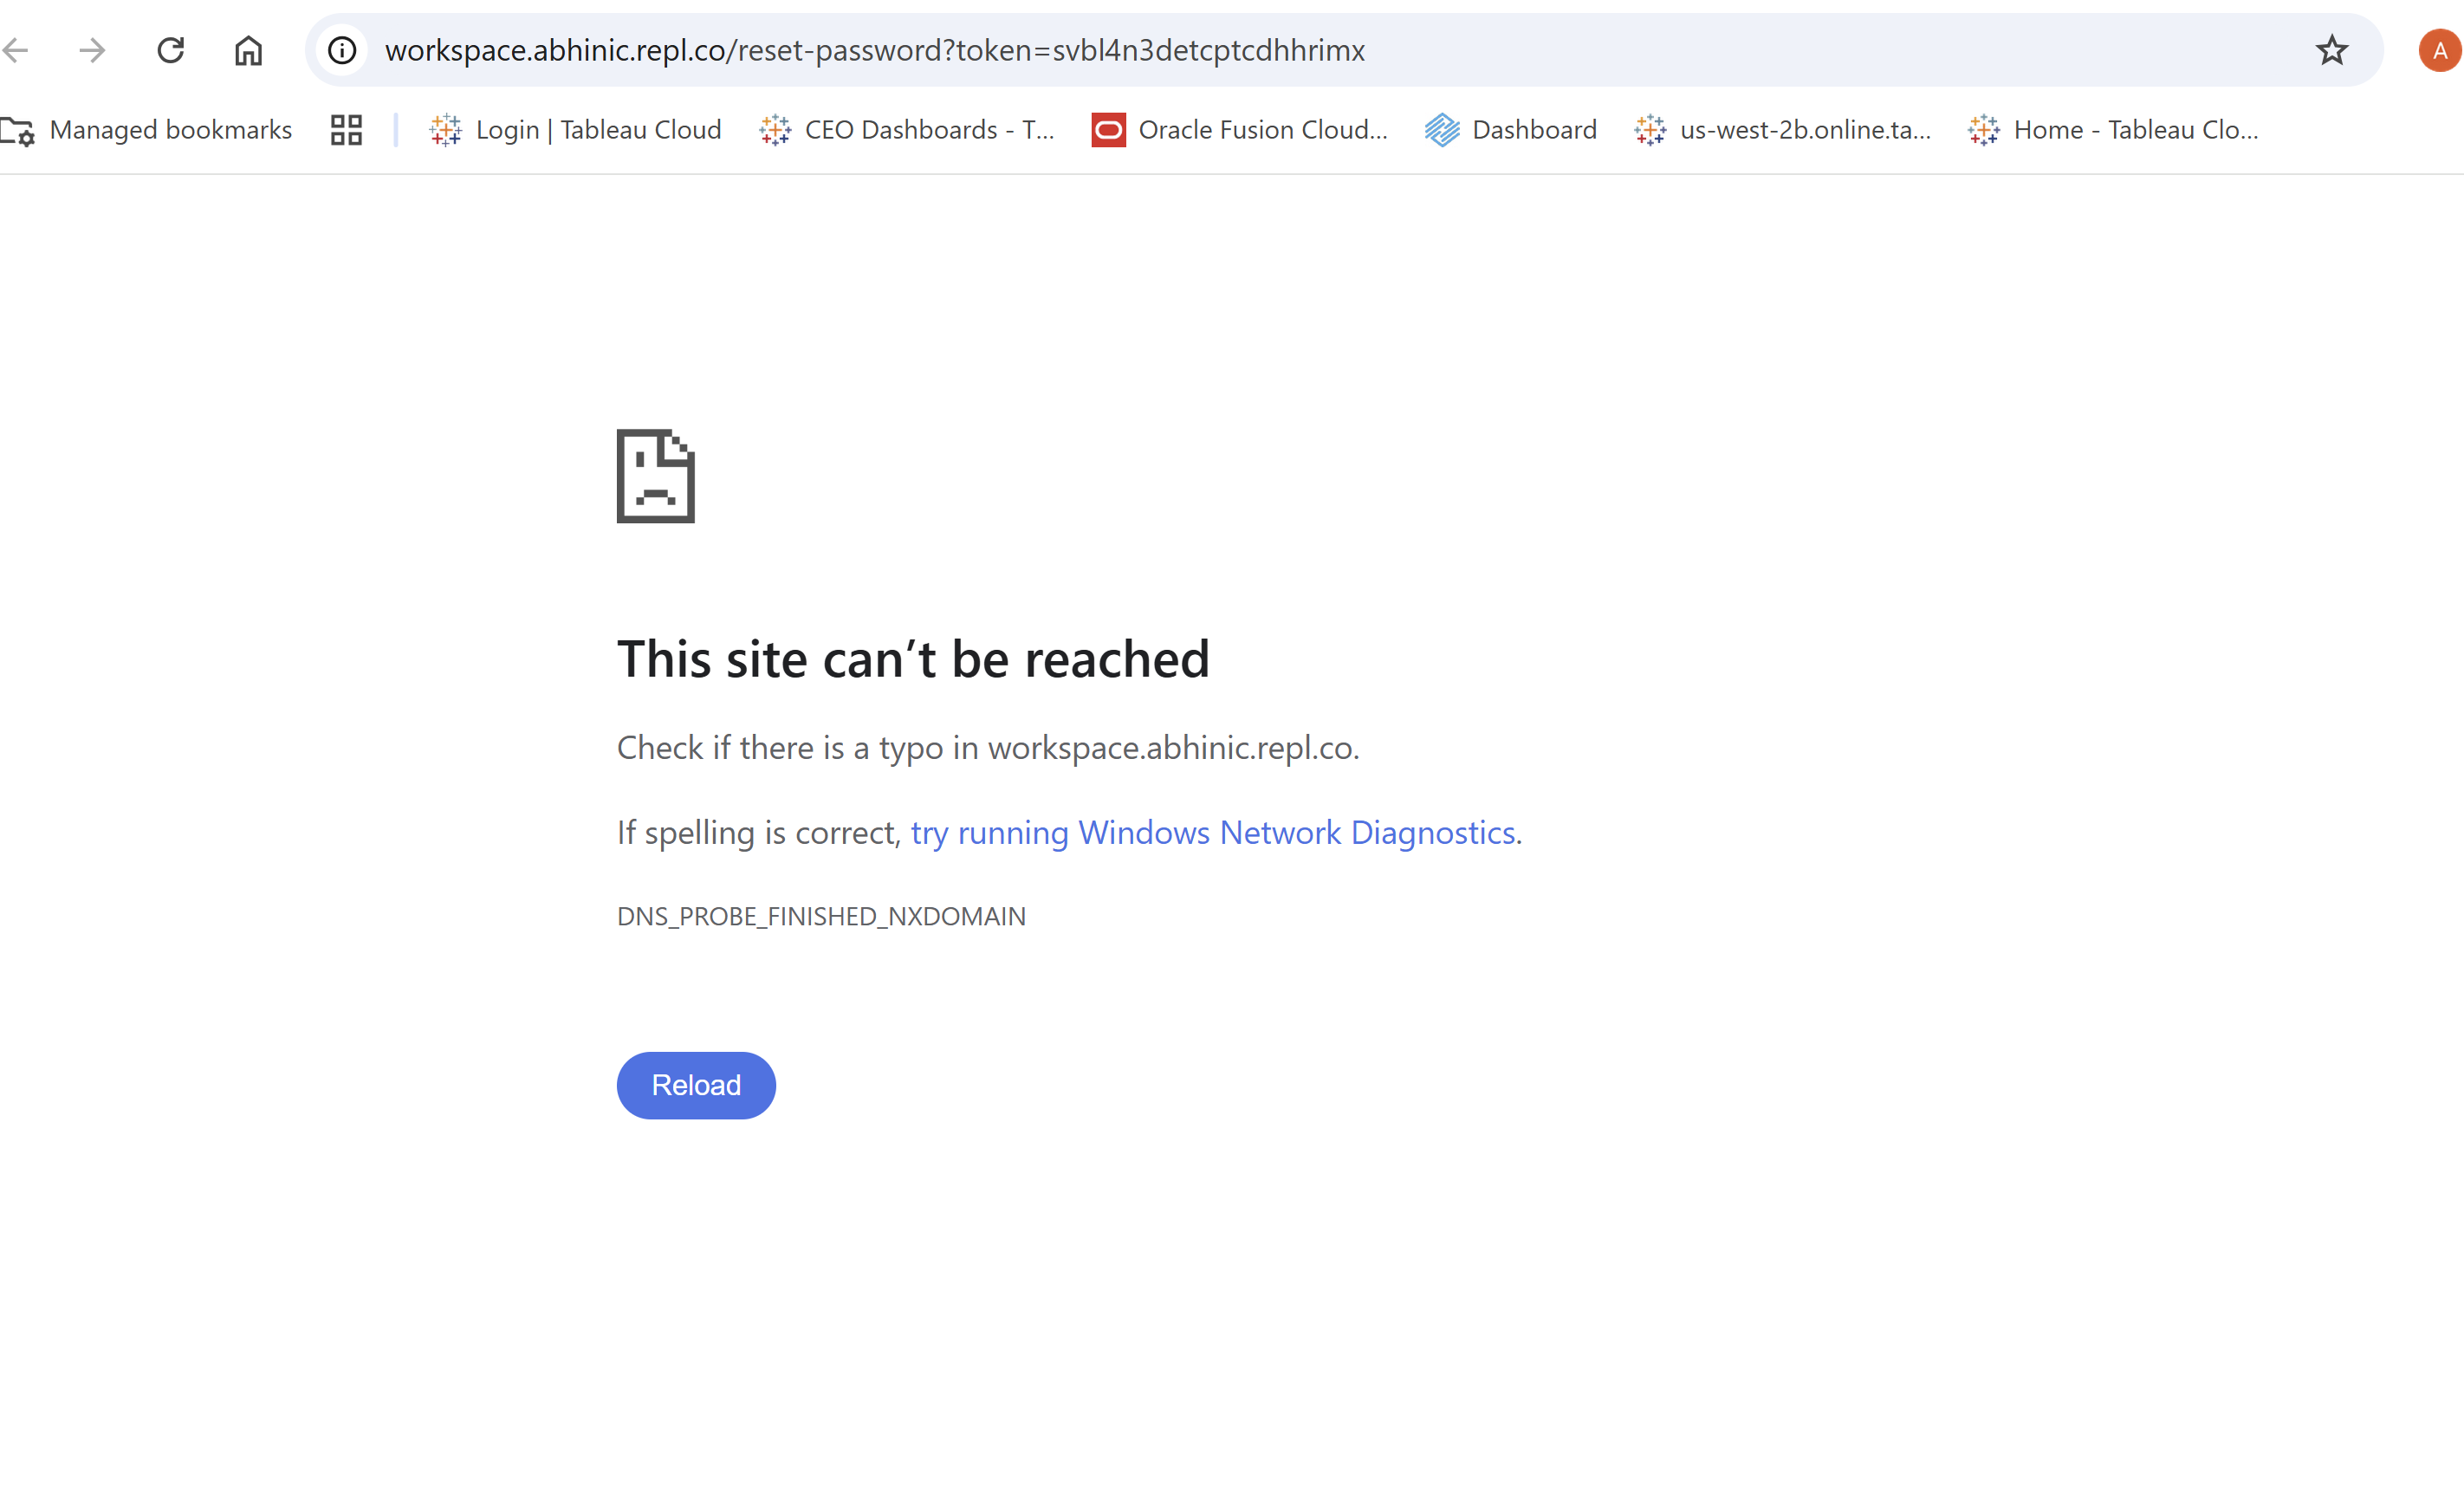 workspace.abhinic.repl.co/reset-password?token=svbl4n3detcptcdhhrimx
A
Managed bookmarks
Login | Tableau Cloud
CEO Dashboards - T...
Oracle Fusion Cloud...
Dashboard
us-west-2b.online.ta...
Home - Tableau Clo...
This site can’t be reached
Check if there is a typo in workspace.abhinic.repl.co.
If spelling is correct, try running Windows Network Diagnostics.
DNS_PROBE_FINISHED_NXDOMAIN
Reload